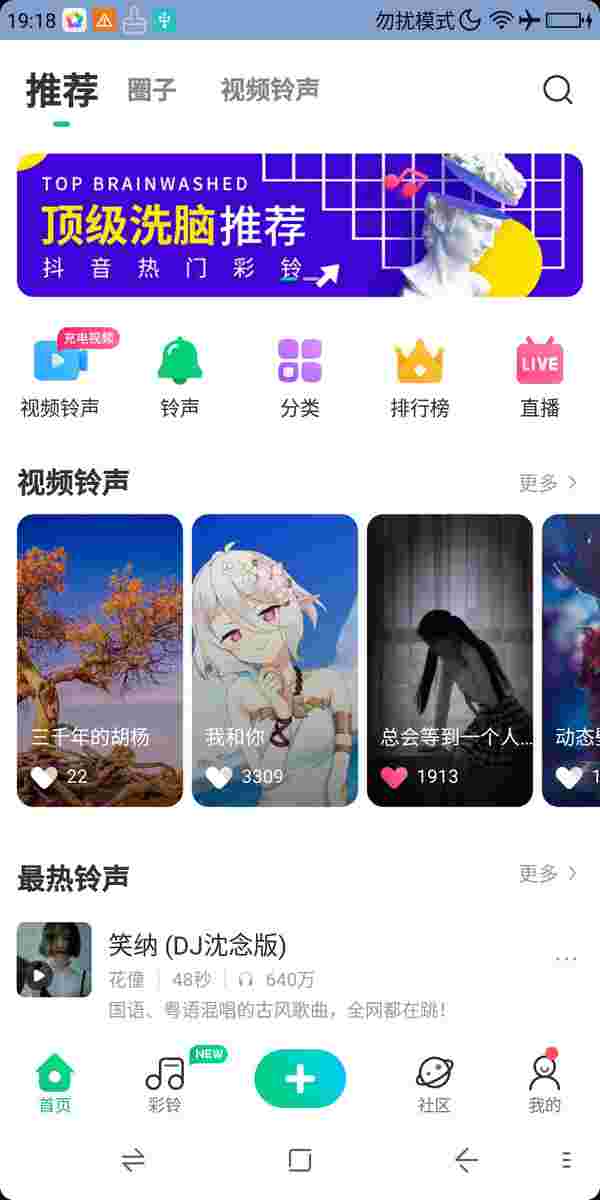 19:18
勿扰模式
推荐
圈子
视频铃声
TOP BRAINWASHED
顶级洗脑推荐
抖音热门彩铃
充电视频
LIVE
视频铃声
铃声
分类
排行榜
直播
视频铃声
更多
三千年的胡杨
我和你
总会等到一个人...
动态
22
3309
1913
1
最热铃声
更多
笑纳 (DJ沈念版)
花僮 48秒 640万
国语、粤语混唱的古风歌曲，全网都在跳！
NEW
首页
彩铃
社区
我的